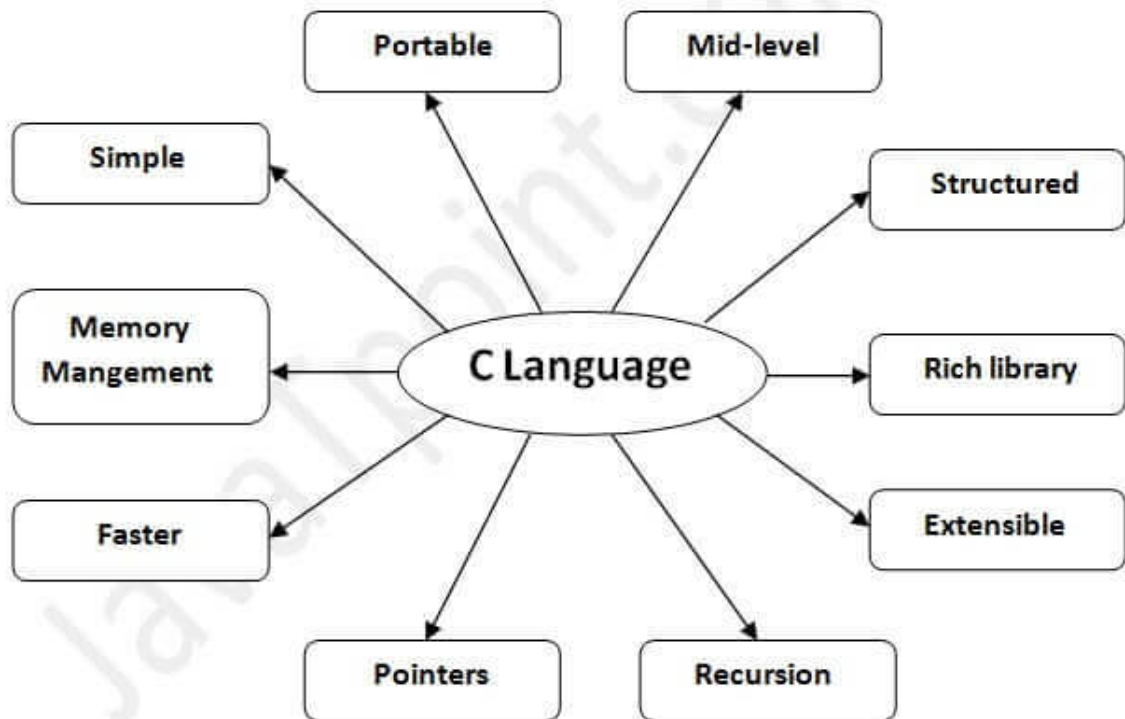 Portable
Mid-level
Simple
Structured
Memory
Mangement
C Language
Rich library
Faster
Extensible
Pointers
Recursion